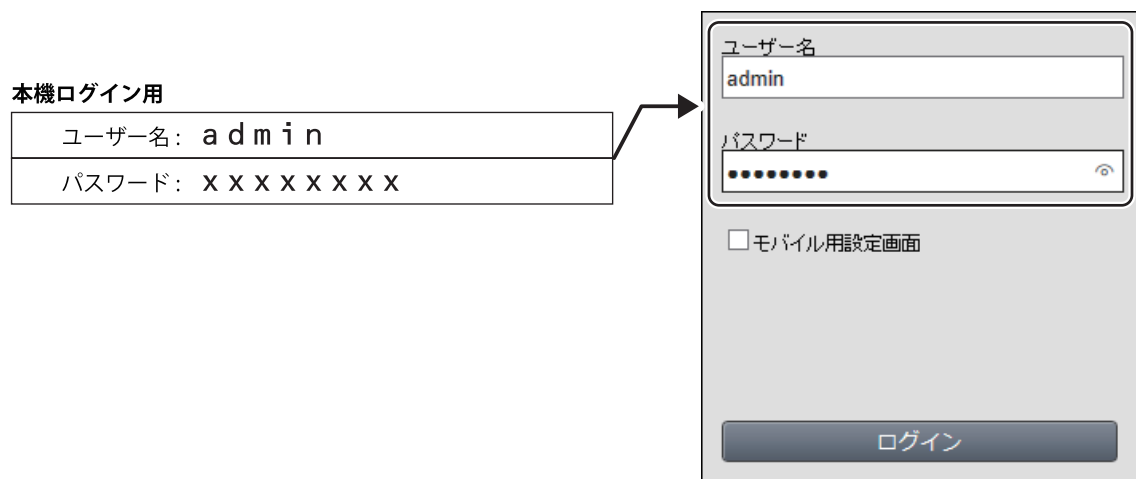 本機ログイン用
ユーザー名： admin
パスワード： xxxxxxxx
ユーザー名
admin
パスワード
●●●●●●●●
モバイル用設定画面
ログイン